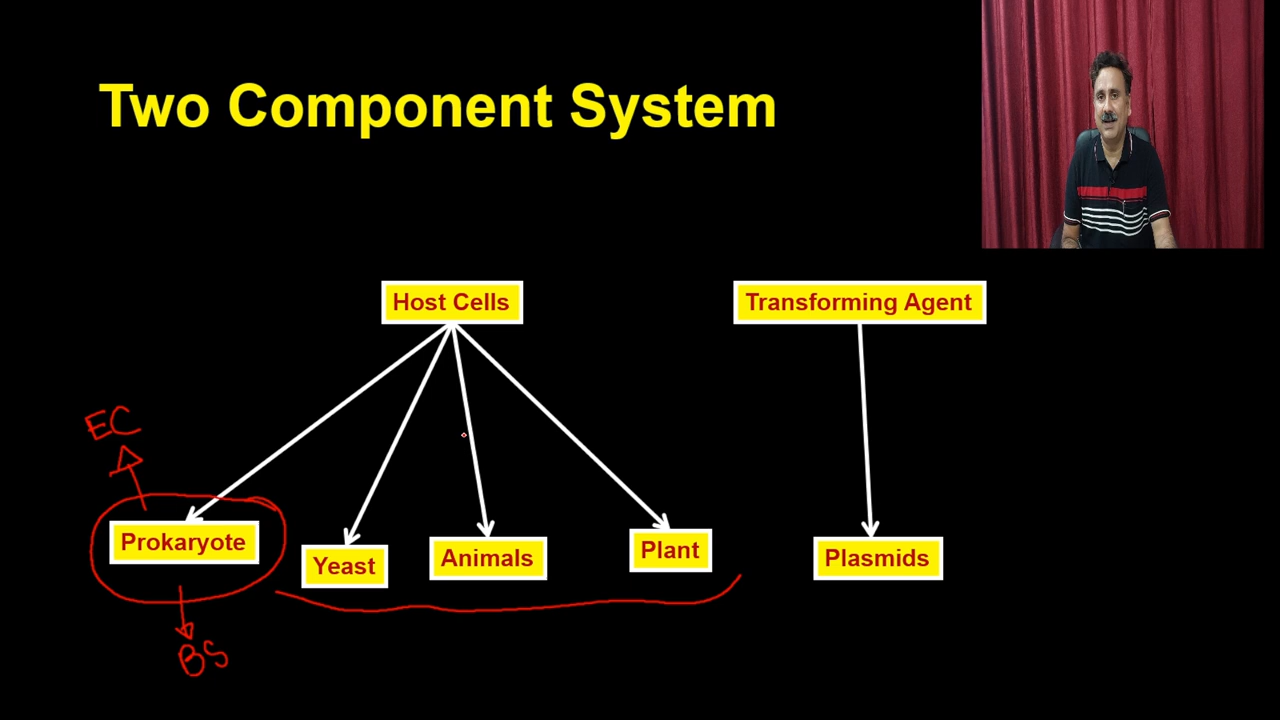 Two Component System
Host Cells
Transforming Agent
EC
Prokaryote
Yeast
Animals
Plant
Plasmids
BS